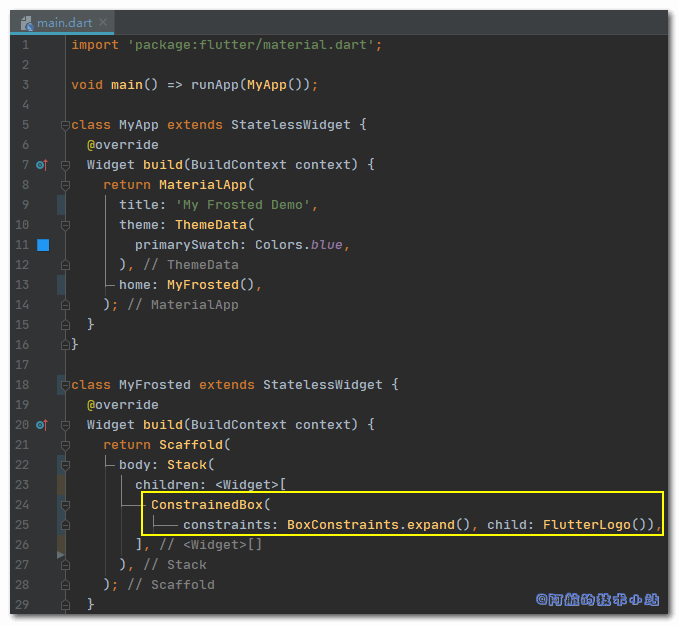 main.dart
1 import 'package:flutter/material.dart';
2
3 void main() => runApp(MyApp());
4
5 class MyApp extends StatelessWidget {
6 @override
7 Widget build(BuildContext context) {
8 return MaterialApp(
9 title: 'My Frosted Demo',
10 theme: ThemeData(
11 primarySwatch: Colors.blue,
12 ), // ThemeData
13 home: MyFrosted(),
14 ); // MaterialApp
15 }
16 }
17
18 class MyFrosted extends StatelessWidget {
19 @override
20 Widget build(BuildContext context) {
21 return Scaffold(
22 body: Stack(
23 children: <Widget>[
24 ConstrainedBox(
25 constraints: BoxConstraints.expand(), child: FlutterLogo()),
26 ], // <Widget>[]
27 ), // Stack
28 ); // Scaffold
29 }
@阿航的技术小站